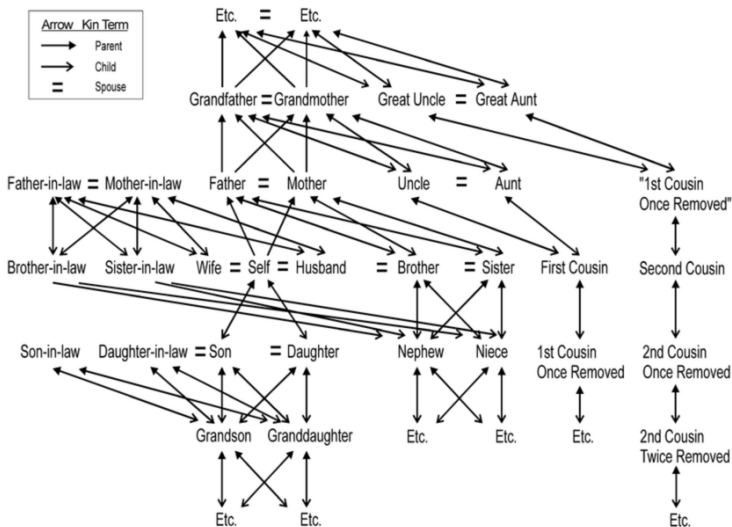 Etc. = Etc.
Arrow Kin Term
Parent
Child
= Spouse
Grandfather = Grandmother Great Uncle = Great Aunt
Father-in-law = Mother-in-law Father = Mother Uncle = Aunt "1st Cousin
Once Removed"
Brother-in-law Sister-in-law Wife = Self = Husband = Brother = Sister First Cousin Second Cousin
Son-in-law Daughter-in-law = Son = Daughter Nephew Niece 1st Cousin 2nd Cousin
Once Removed Once Removed
Grandson Granddaughter Etc. Etc. Etc. 2nd Cousin
Twice Removed
Etc. Etc. Etc.